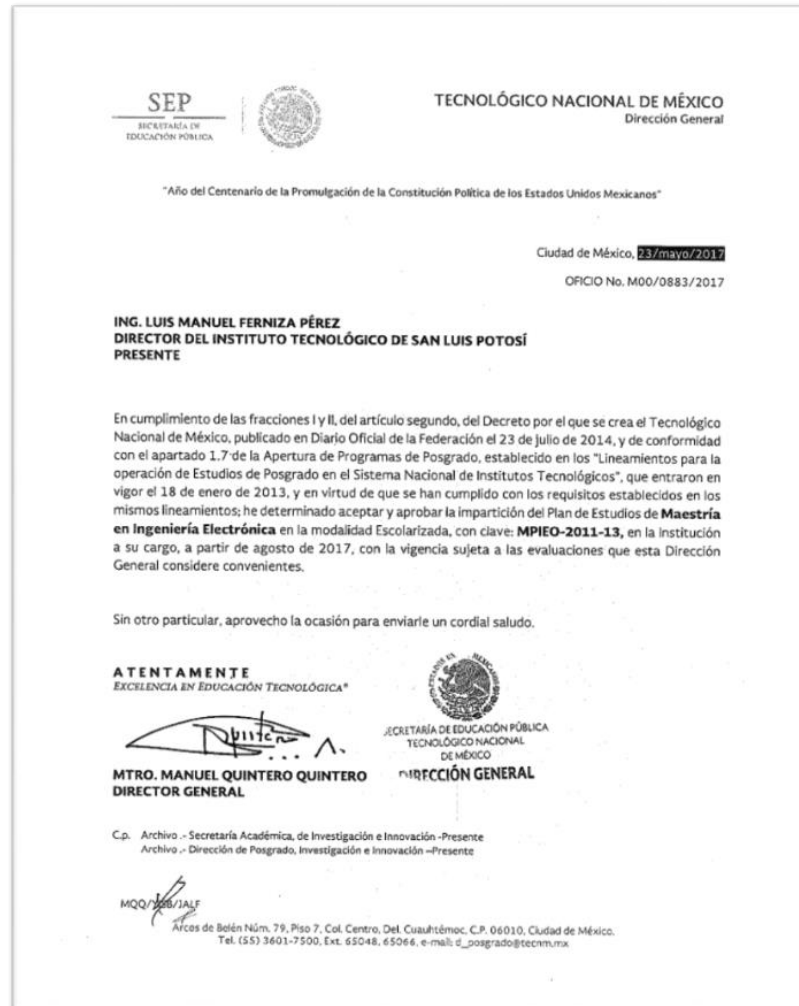 SEP
SECRETARÍA DE
EDUCACIÓN PÚBLICA
TECNOLÓGICO NACIONAL DE MÉXICO
Dirección General
"Año del Centenario de la Promulgación de la Constitución Política de los Estados Unidos Mexicanos"
Ciudad de México, 23/mayo/2017
OFICIO No. M00/0883/2017
ING. LUIS MANUEL FERNIZA PÉREZ
DIRECTOR DEL INSTITUTO TECNOLÓGICO DE SAN LUIS POTOSÍ
PRESENTE
En cumplimiento de las fracciones I y II, del artículo segundo, del Decreto por el que se crea el Tecnológico
Nacional de México, publicado en Diario Oficial de la Federación el 23 de julio de 2014, y de conformidad
con el apartado 1.7 de la Apertura de Programas de Posgrado, establecido en los "Lineamientos para la
operación de Estudios de Posgrado en el Sistema Nacional de Institutos Tecnológicos", que entraron en
vigor el 18 de enero de 2013, y en virtud de que se han cumplido con los requisitos establecidos en los
mismos lineamientos; he determinado aceptar y aprobar la impartición del Plan de Estudios de Maestría
en Ingeniería Electrónica en la modalidad Escolarizada, con clave: MPIEO-2011-13, en la institución
a su cargo, a partir de agosto de 2017, con la vigencia sujeta a las evaluaciones que esta Dirección
General considere convenientes.
Sin otro particular, aprovecho la ocasión para enviarle un cordial saludo.
ATENTAMENTE
EXCELENCIA EN EDUCACIÓN TECNOLÓGICA®
SECRETARÍA DE EDUCACIÓN PÚBLICA
TECNOLÓGICO NACIONAL
DE MÉXICO
DIRECCIÓN GENERAL
MTRO. MANUEL QUINTERO QUINTERO
DIRECTOR GENERAL
C.p. Archivo.- Secretaría Académica, de Investigación e Innovación -Presente
Archivo.- Dirección de Posgrado, Investigación e Innovación –Presente
MQQ/ /JALF
Arcos de Belén Núm. 79, Piso 7, Col. Centro, Del. Cuauhtémoc, C.P. 06010, Ciudad de México.
Tel. (55) 3601-7500, Ext. 65048, 65066, e-mail: d_posgrado@tecnm.mx